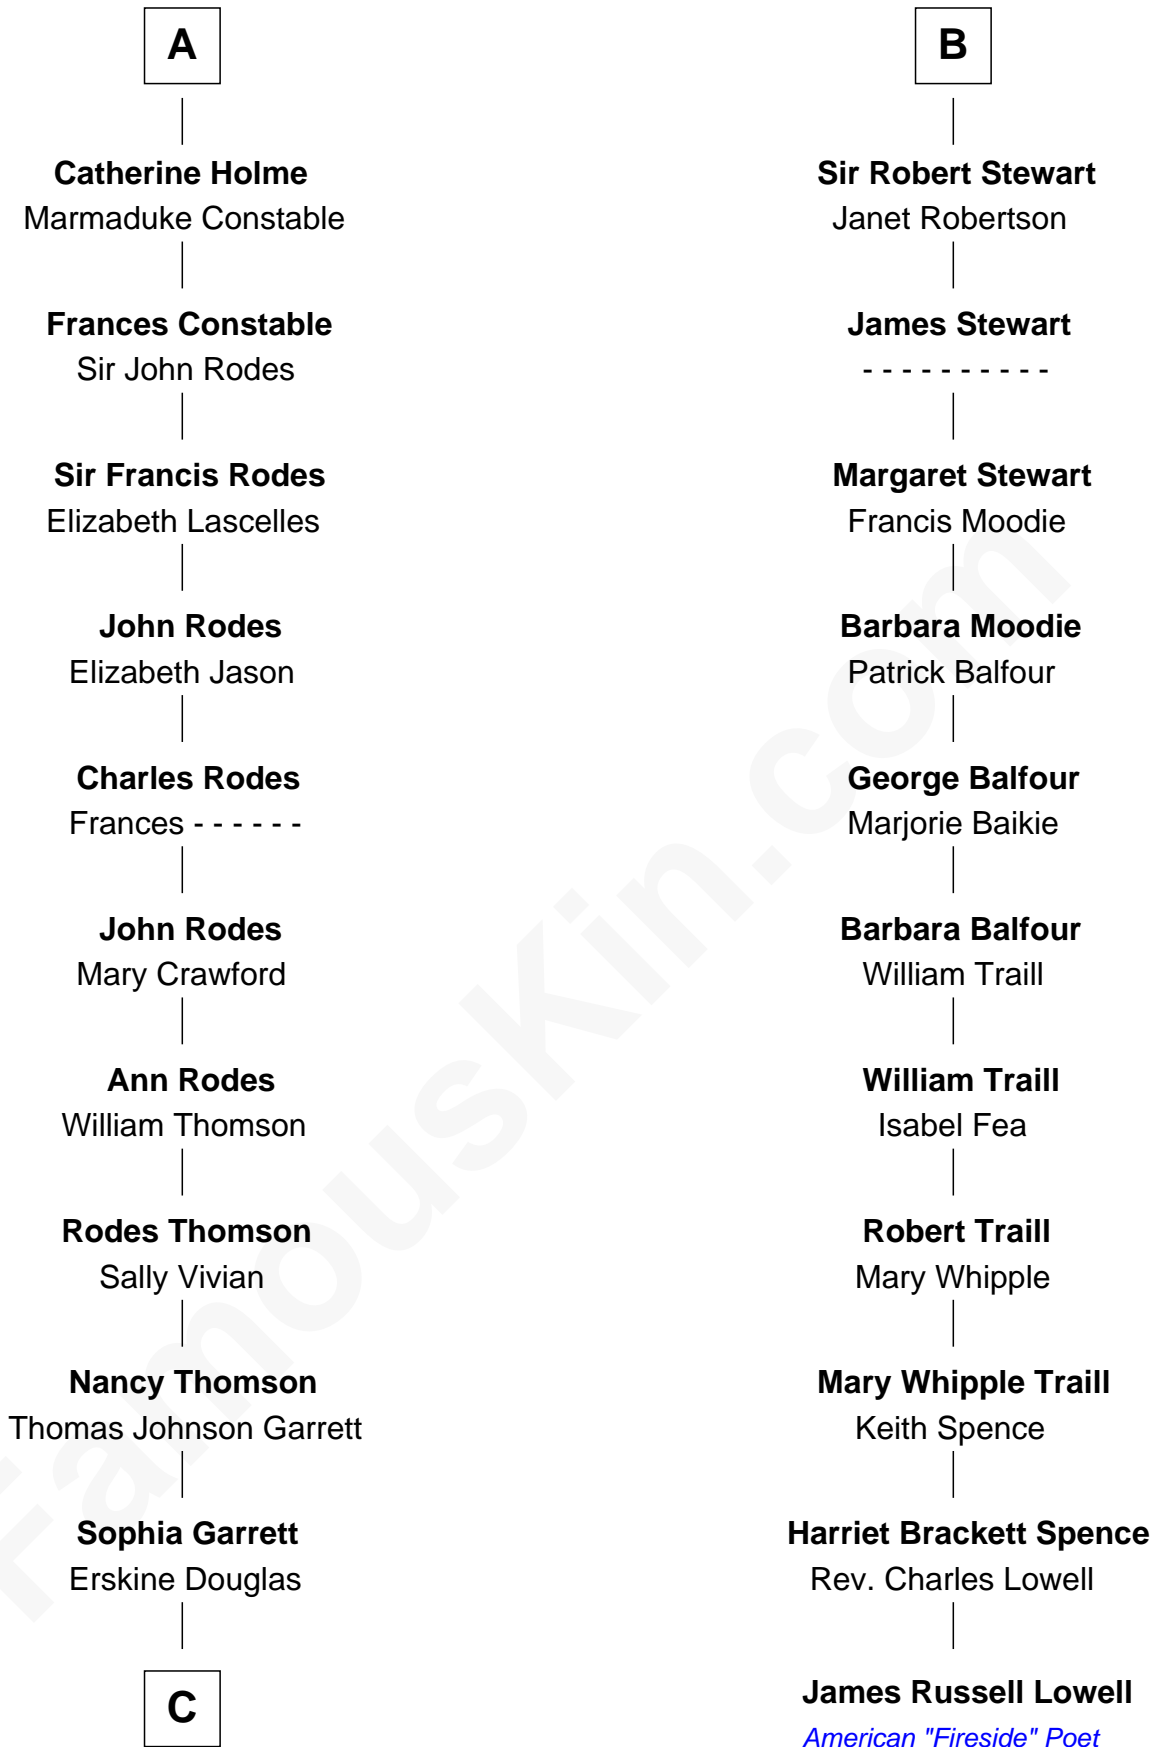 A
Catherine Holme
Marmaduke Constable
Frances Constable
Sir John Rodes
Sir Francis Rodes
Elizabeth Lascelles
John Rodes
Elizabeth Jason
Charles Rodes
Frances - - - - - -
John Rodes
Mary Crawford
Ann Rodes
William Thomson
Rodes Thomson
Sally Vivian
Nancy Thomson
Thomas Johnson Garrett
Sophia Garrett
Erskine Douglas
C
B
Sir Robert Stewart
Janet Robertson
James Stewart
- - - - - - - - - -
Margaret Stewart
Francis Moodie
Barbara Moodie
Patrick Balfour
George Balfour
Marjorie Baikie
Barbara Balfour
William Traill
William Traill
Isabel Fea
Robert Traill
Mary Whipple
Mary Whipple Traill
Keith Spence
Harriet Brackett Spence
Rev. Charles Lowell
James Russell Lowell
American "Fireside" Poet
FamousKin.com